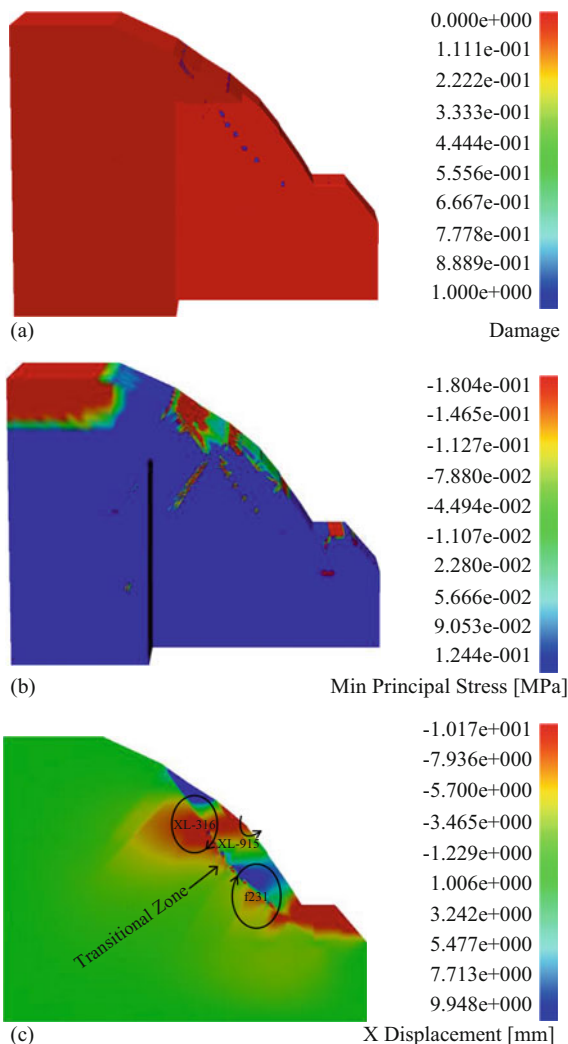 0.000e+000
1.111e-001
2.222e-001
3.333e-001
4.444e-001
5.556e-001
6.667e-001
7.778e-001
8.889e-001
1.000e+000
(a) Damage
-1.804e-001
-1.465e-001
-1.127e-001
-7.880e-002
-4.494e-002
-1.107e-002
2.280e-002
5.666e-002
9.053e-002
1.244e-001
(b) Min Principal Stress [MPa]
-1.017e+001
-7.936e+000
-5.700e+000
-3.465e+000
-1.229e+000
1.006e+000
3.242e+000
5.477e+000
7.713e+000
9.948e+000
XL-316
XL-915
f231
Transitional Zone
(c) X Displacement [mm]